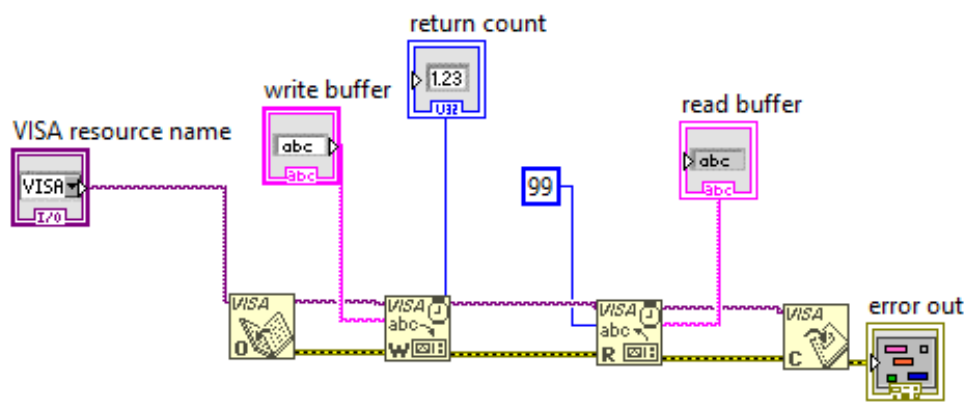 return count
1.23
U32
write buffer
abc
abc
read buffer
abc
abc
VISA resource name
VISA
I/O
99
VISA
O
VISA
abc
W
VISA
abc
R
VISA
C
error out